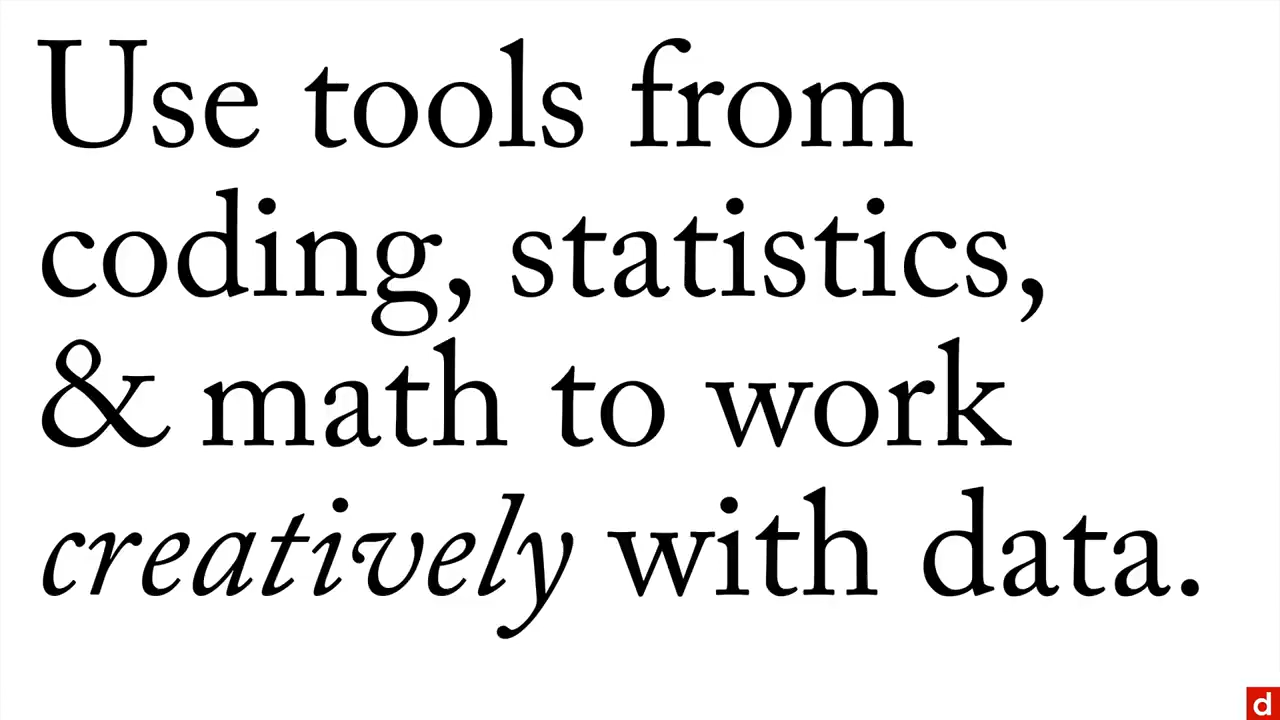 Use tools from
coding, statistics,
& math to work
creatively with data.
d